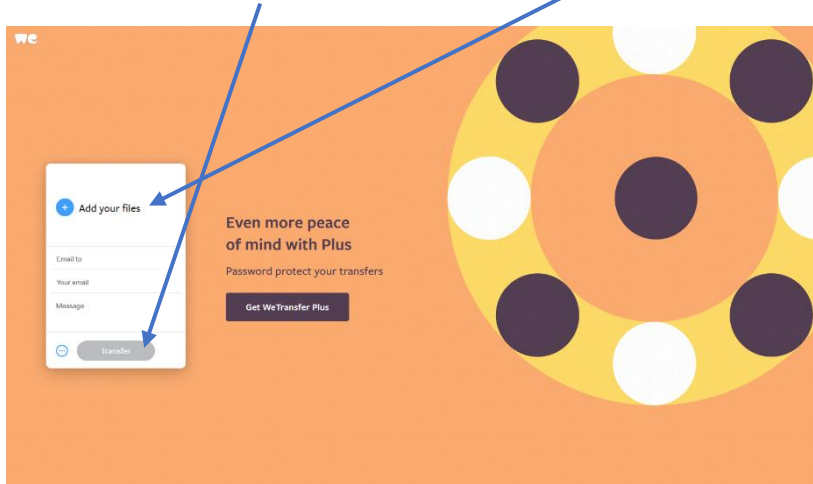 we
Add your files
Email to
Your email
Message
Transfer
Even more peace
of mind with Plus
Password protect your transfers
Get WeTransfer Plus